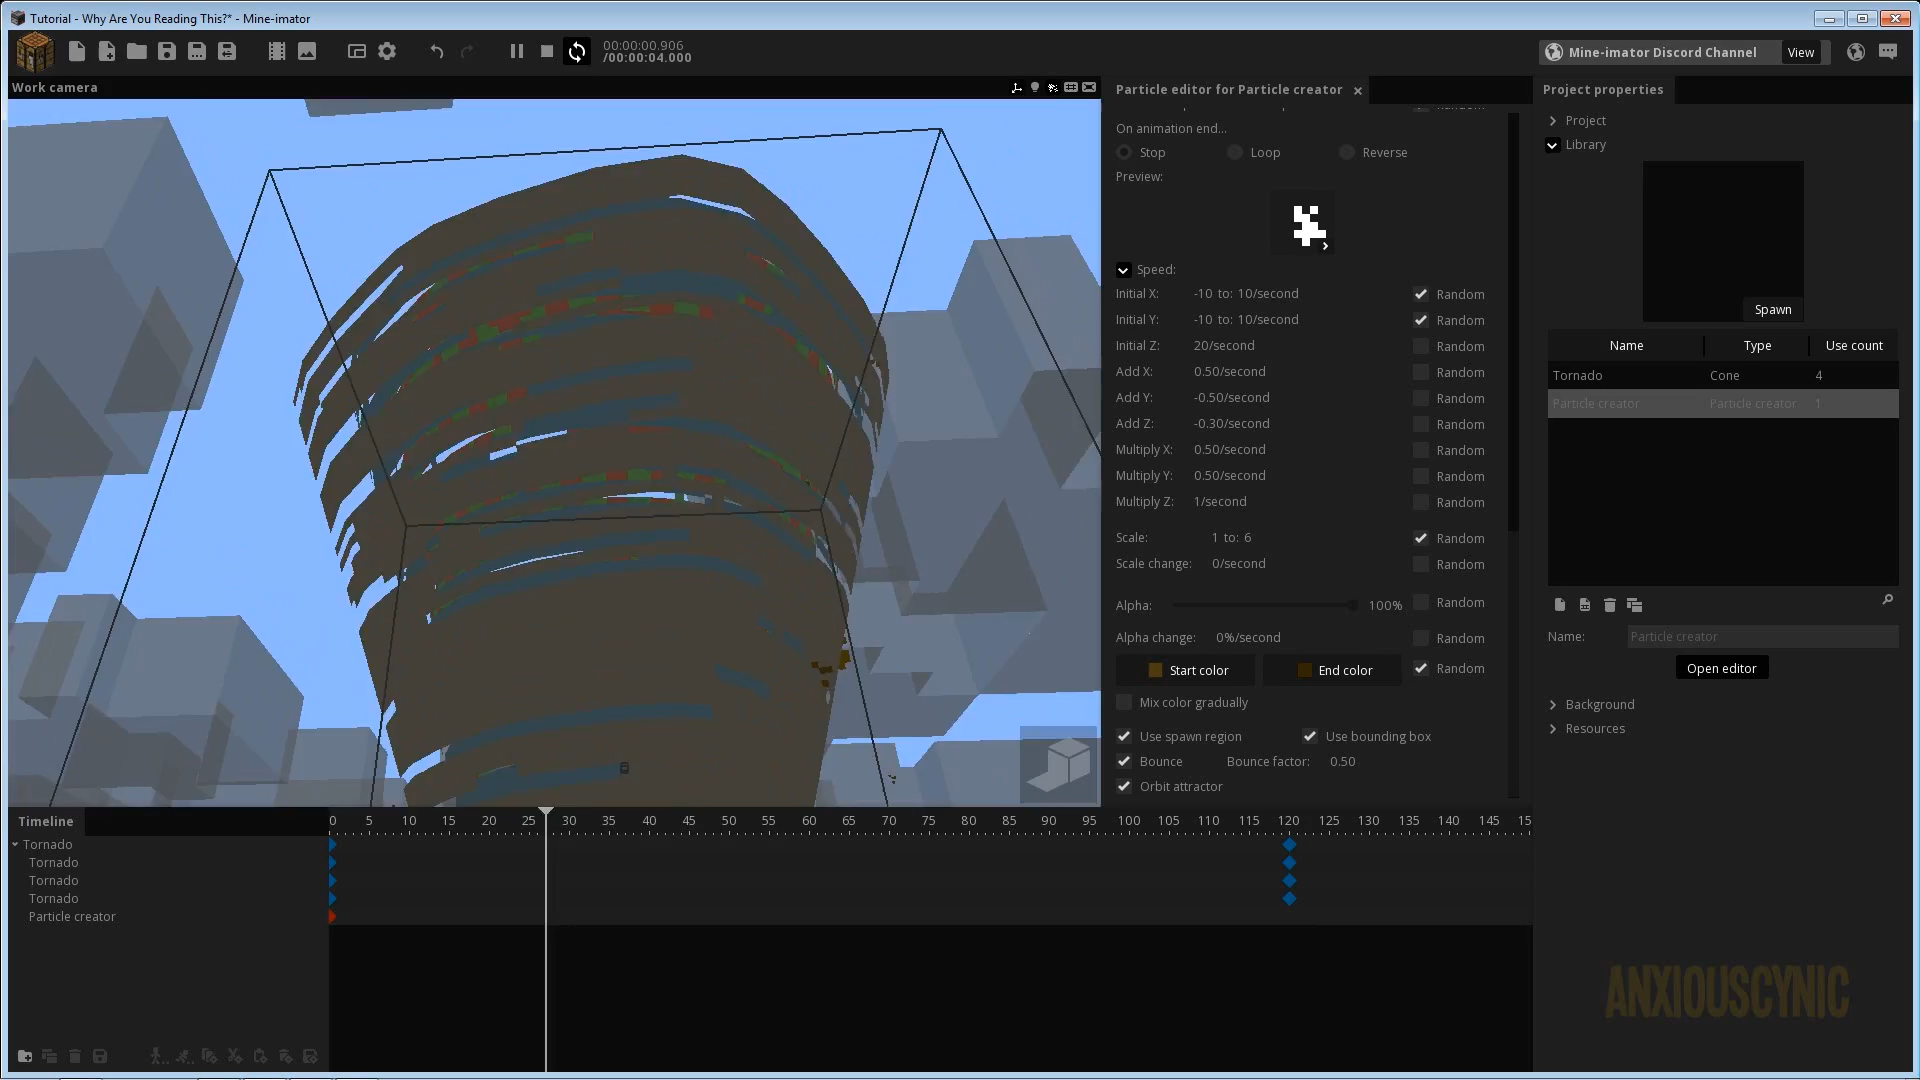 Tutorial - Why Are You Reading This?* - Mine-imator
00:00:00.906
/00:00:04.000
Mine-imator Discord Channel View
Work camera
Particle editor for Particle creator
On animation end...
Stop Loop Reverse
Preview:
Speed:
Initial X: -10 to: 10/second Random
Initial Y: -10 to: 10/second Random
Initial Z: 20/second Random
Add X: 0.50/second Random
Add Y: -0.50/second Random
Add Z: -0.30/second Random
Multiply X: 0.50/second Random
Multiply Y: 0.50/second Random
Multiply Z: 1/second Random
Scale: 1 to: 6 Random
Scale change: 0/second Random
Alpha: 100% Random
Alpha change: 0%/second Random
Start color End color Random
Mix color gradually
Use spawn region Use bounding box
Bounce Bounce factor: 0.50
Orbit attractor
Project properties
Project
Library
Spawn
Name Type Use count
Tornado Cone 4
Particle creator Particle creator 1
Name: Particle creator
Open editor
Background
Resources
Timeline
0 5 10 15 20 25 30 35 40 45 50 55 60 65 70 75 80 85 90 95 100 105 110 115 120 125 130 135 140 145 15
Tornado
Tornado
Tornado
Tornado
Particle creator
ANXIOUSCYNIC